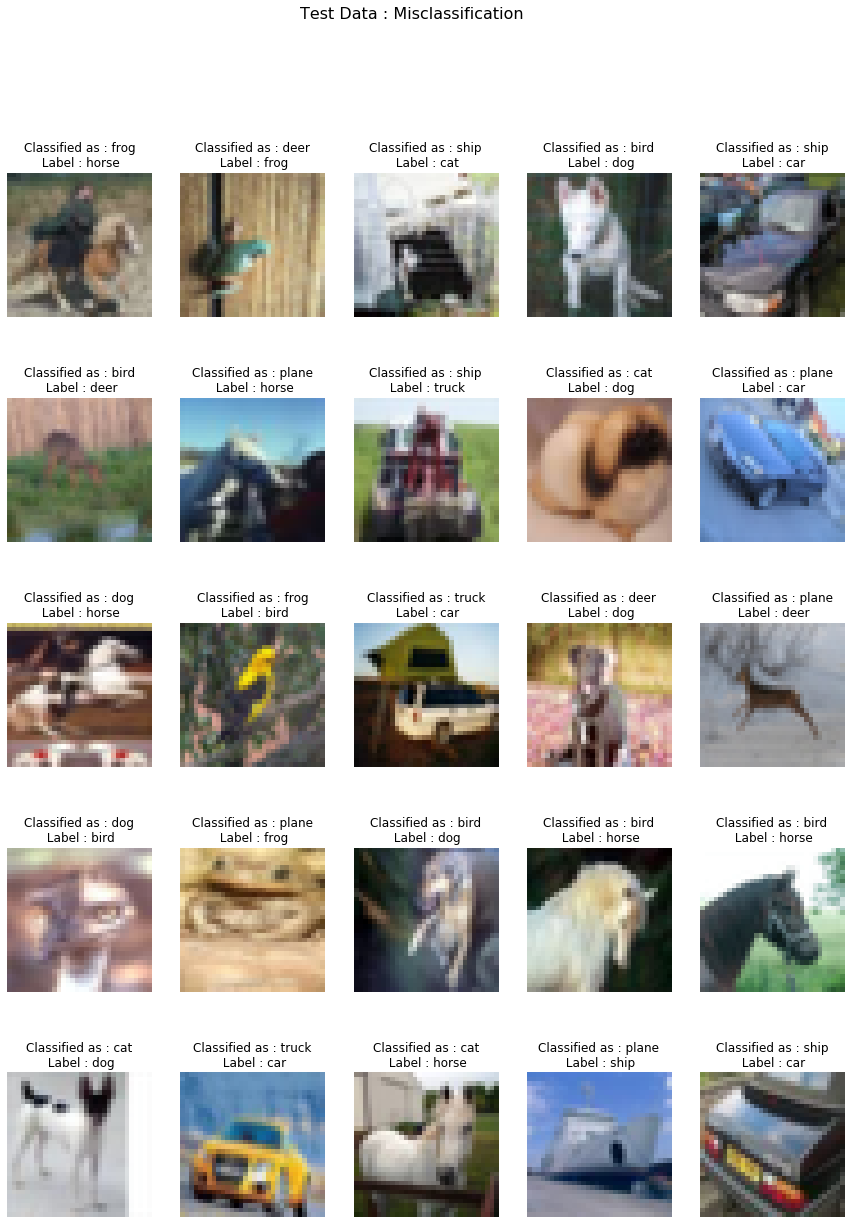 Test Data : Misclassification
Classified as : frog
Label : horse
Classified as : deer
Label : frog
Classified as : ship
Label : cat
Classified as : bird
Label : dog
Classified as : ship
Label : car
Classified as : bird
Label : deer
Classified as : plane
Label : horse
Classified as : ship
Label : truck
Classified as : cat
Label : dog
Classified as : plane
Label : car
Classified as : dog
Label : horse
Classified as : frog
Label : bird
Classified as : truck
Label : car
Classified as : deer
Label : dog
Classified as : plane
Label : deer
Classified as : dog
Label : bird
Classified as : plane
Label : frog
Classified as : bird
Label : dog
Classified as : bird
Label : horse
Classified as : bird
Label : horse
Classified as : cat
Label : dog
Classified as : truck
Label : car
Classified as : cat
Label : horse
Classified as : plane
Label : ship
Classified as : ship
Label : car